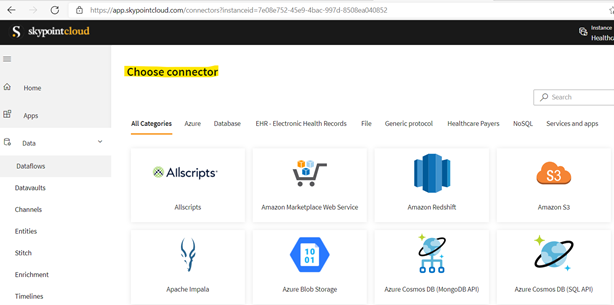 https://app.skypointcloud.com/connectors?instanceid=7e08e752-45e9-4bac-997d-8508ea040852
S skypointcloud
Instance
Healthc
Choose connector
Home
Apps
Data
Dataflows
Datavaults
Channels
Entities
Stitch
Enrichment
Timelines
Search
All Categories Azure Database EHR - Electronic Health Records File Generic protocol Healthcare Payers NoSQL Services and apps
Allscripts
S3
Allscripts Amazon Marketplace Web Service Amazon Redshift Amazon S3
10
01
Apache Impala Azure Blob Storage Azure Cosmos DB (MongoDB API) Azure Cosmos DB (SQL API)